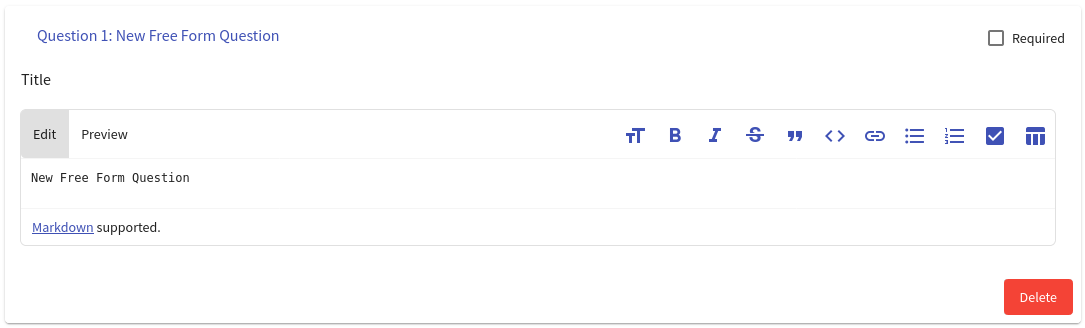 Question 1: New Free Form Question
Required
Title
Edit Preview
New Free Form Question
Markdown supported.
Delete